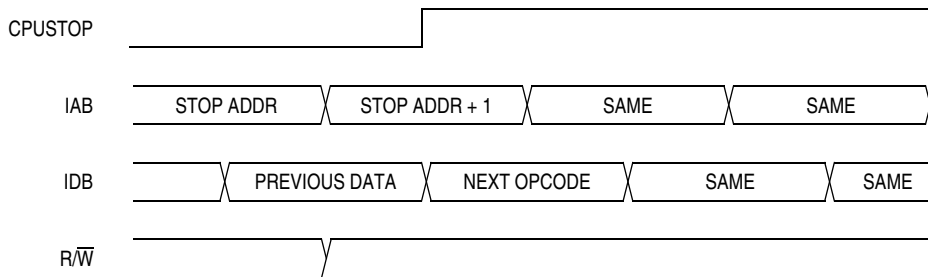 CPUSTOP
IAB STOP ADDR STOP ADDR + 1 SAME SAME
IDB PREVIOUS DATA NEXT OPCODE SAME SAME
R/W̅